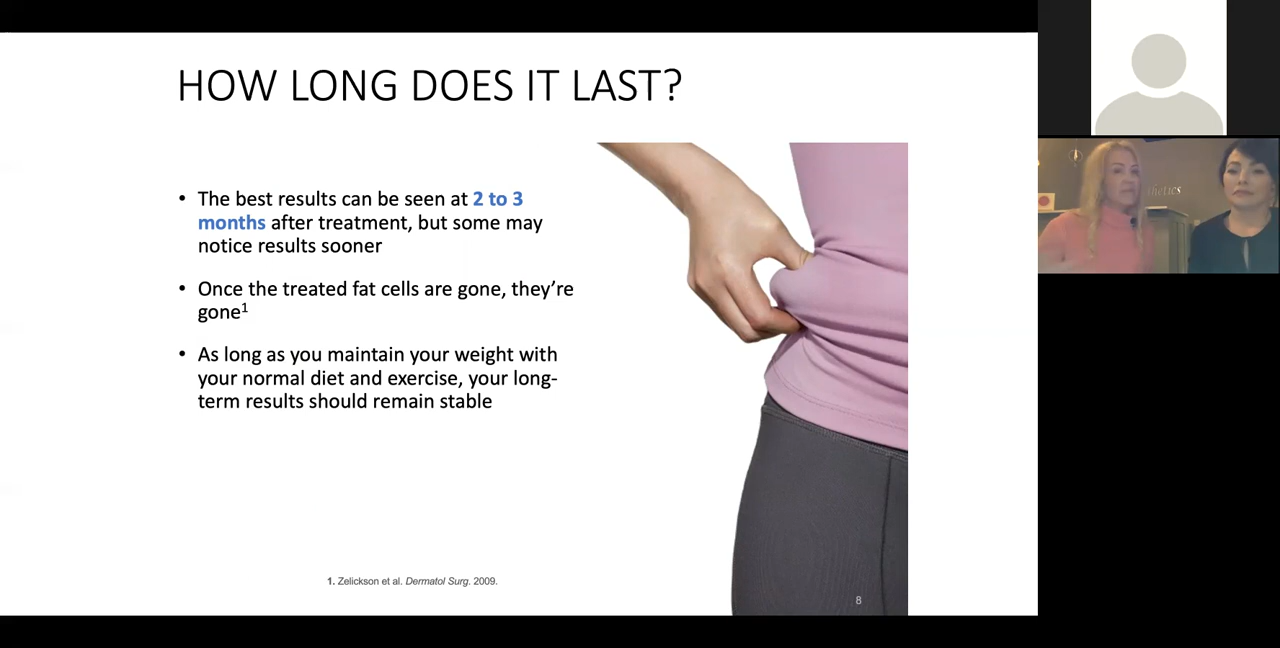 HOW LONG DOES IT LAST?
• The best results can be seen at 2 to 3
months after treatment, but some may
notice results sooner
• Once the treated fat cells are gone, they’re
gone1
• As long as you maintain your weight with
your normal diet and exercise, your long-
term results should remain stable
1. Zelickson et al. Dermatol Surg. 2009.
8